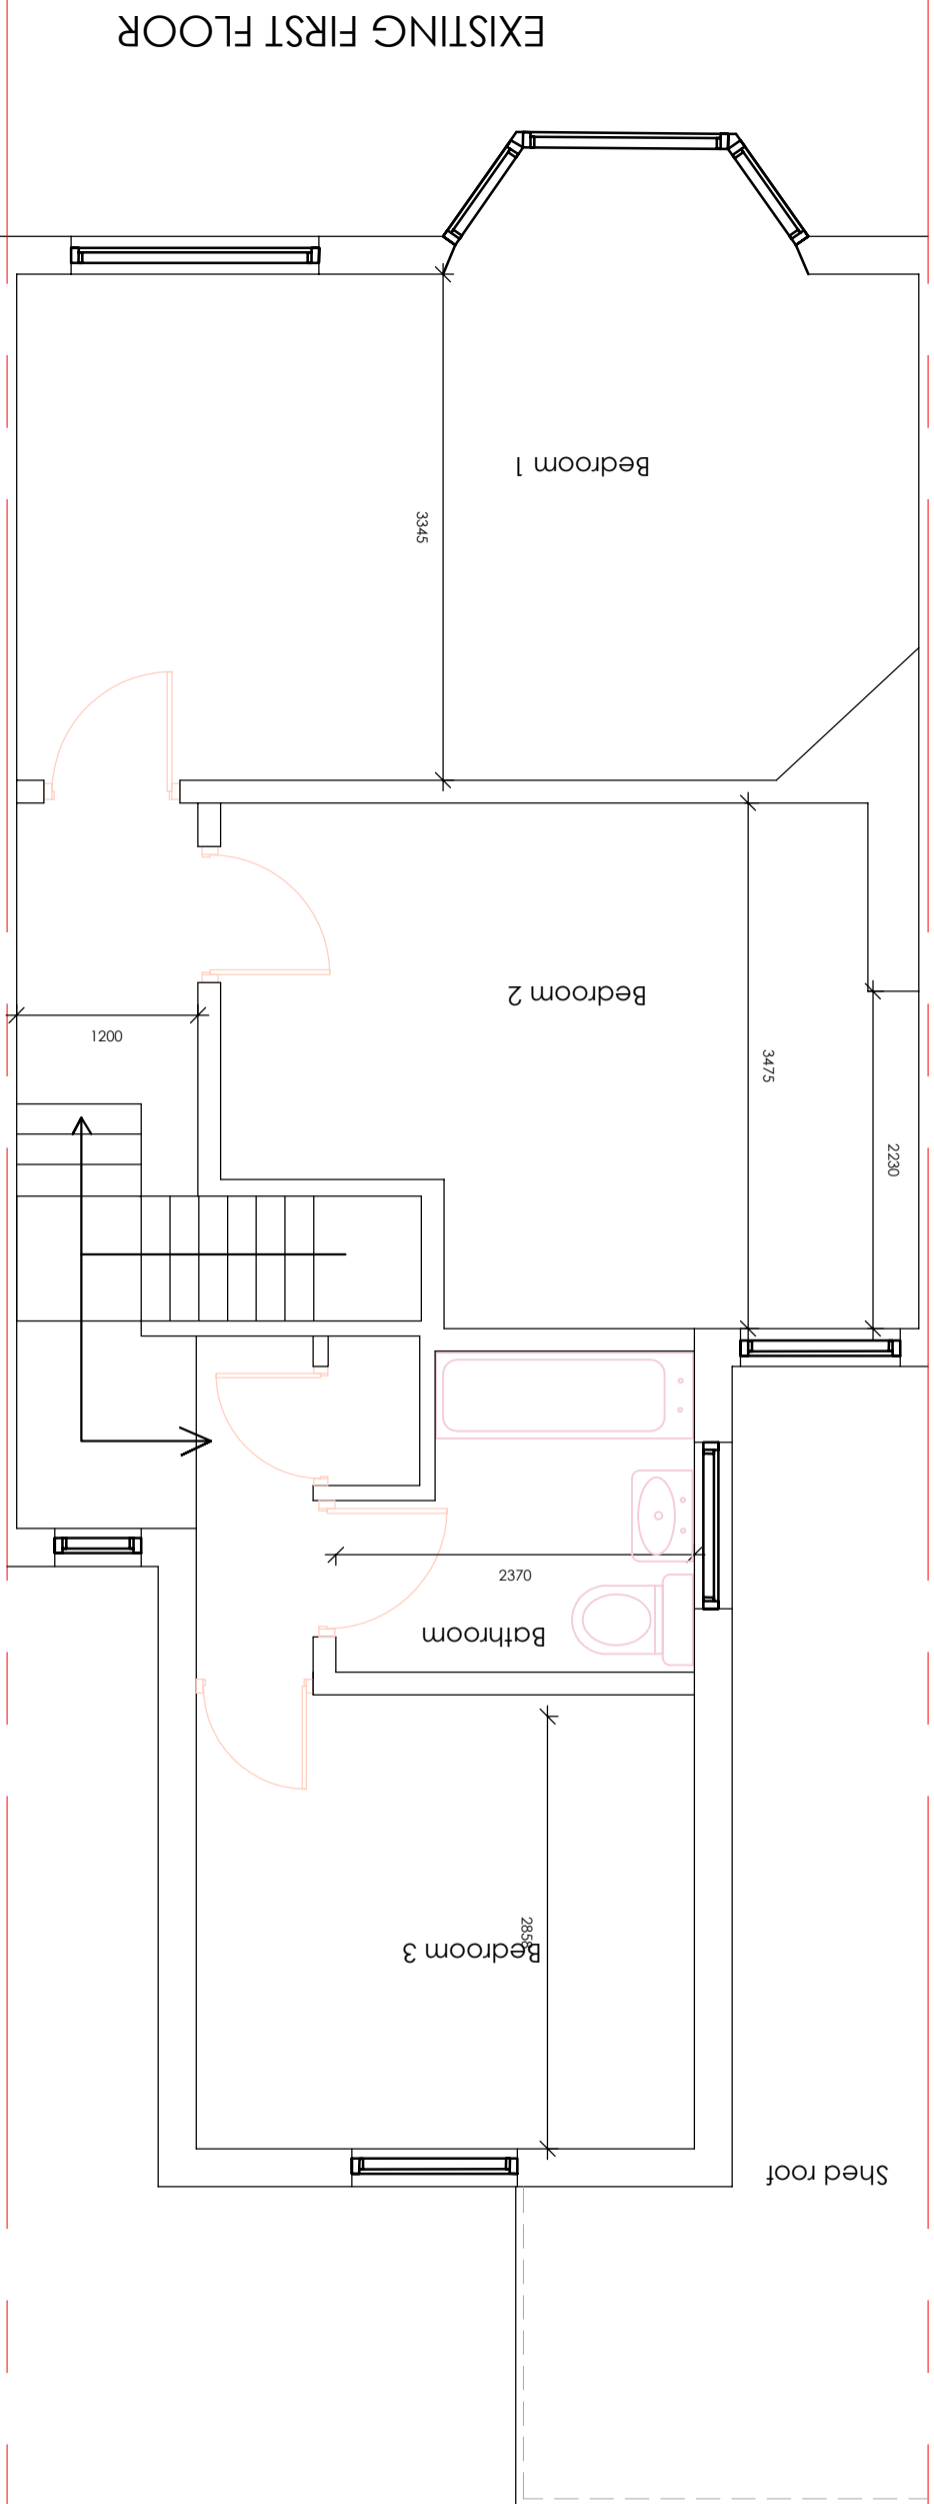 EXISTING FIRST FLOOR
Bedroom 1
3345
Bedroom 2
1200
3475
2230
2370
Bathroom
Bedroom 3
2858
Shed roof